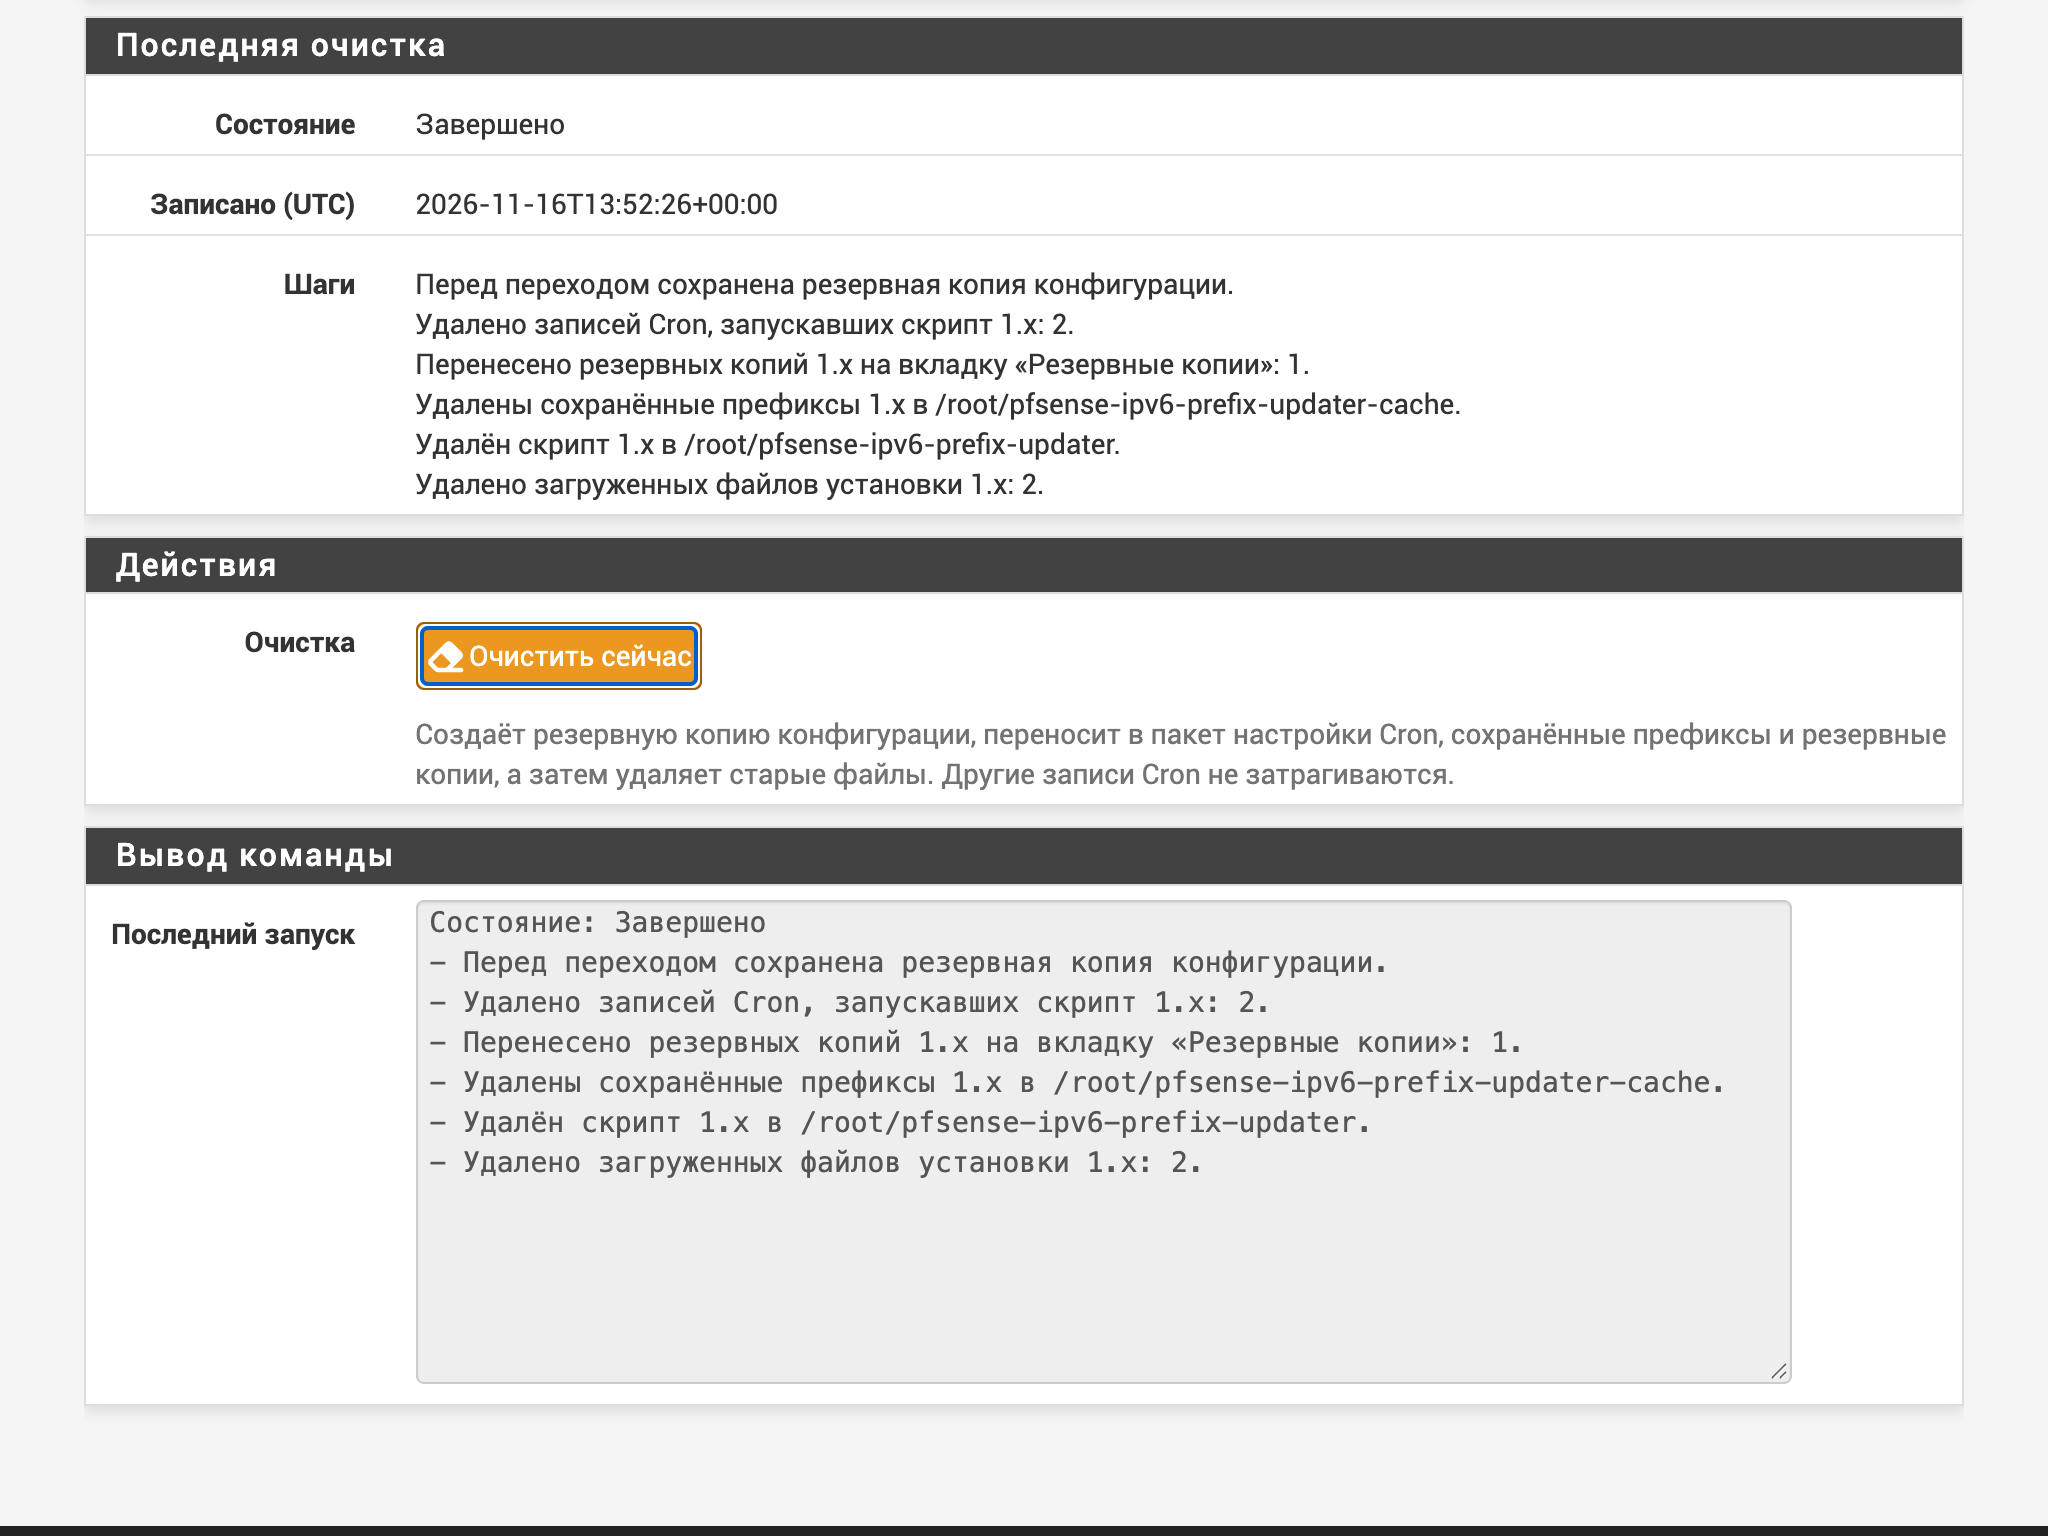 Последняя очистка
Состояние Завершено
Записано (UTC) 2026-11-16T13:52:26+00:00
Шаги Перед переходом сохранена резервная копия конфигурации.
Удалено записей Cron, запускавших скрипт 1.x: 2.
Перенесено резервных копий 1.x на вкладку «Резервные копии»: 1.
Удалены сохранённые префиксы 1.x в /root/pfsense-ipv6-prefix-updater-cache.
Удалён скрипт 1.x в /root/pfsense-ipv6-prefix-updater.
Удалено загруженных файлов установки 1.x: 2.
Действия
Очистка Очистить сейчас
Создаёт резервную копию конфигурации, переносит в пакет настройки Cron, сохранённые префиксы и резервные
копии, а затем удаляет старые файлы. Другие записи Cron не затрагиваются.
Вывод команды
Последний запуск Состояние: Завершено
– Перед переходом сохранена резервная копия конфигурации.
– Удалено записей Cron, запускавших скрипт 1.x: 2.
– Перенесено резервных копий 1.x на вкладку «Резервные копии»: 1.
– Удалены сохранённые префиксы 1.x в /root/pfsense-ipv6-prefix-updater-cache.
– Удалён скрипт 1.x в /root/pfsense-ipv6-prefix-updater.
– Удалено загруженных файлов установки 1.x: 2.